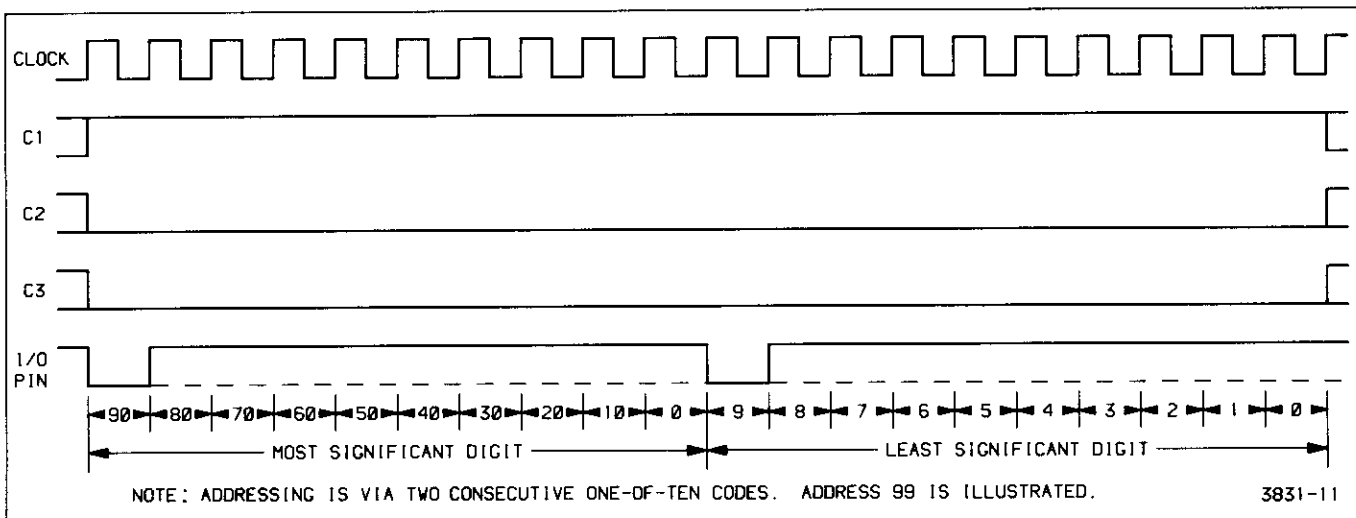 CLOCK
C1
C2
C3
I/O
PIN
90 80 70 60 50 40 30 20 10 0 9 8 7 6 5 4 3 2 1 0
MOST SIGNIFICANT DIGIT LEAST SIGNIFICANT DIGIT
NOTE: ADDRESSING IS VIA TWO CONSECUTIVE ONE-OF-TEN CODES. ADDRESS 99 IS ILLUSTRATED. 3831-11